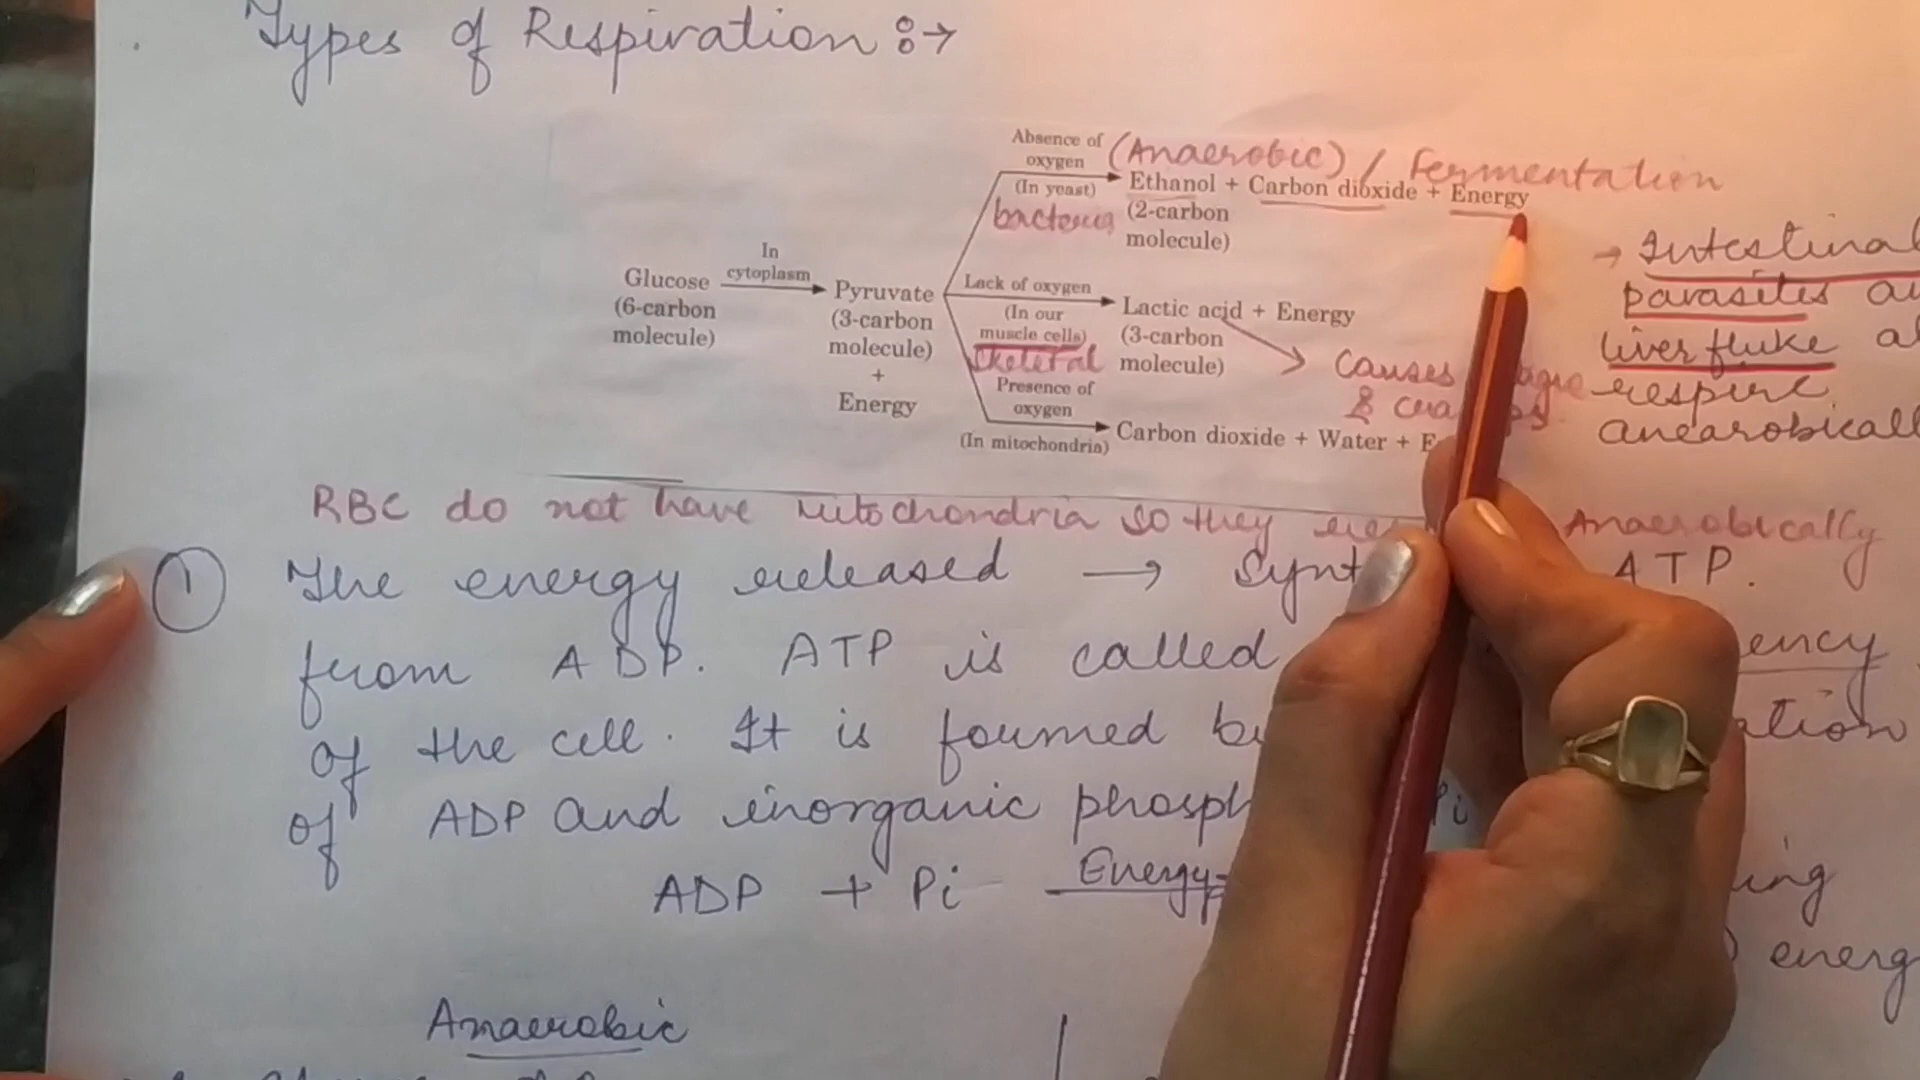 Types of Respiration :→
Absence of
oxygen
(Anaerobic) / Fermentation
(In yeast)
Ethanol + Carbon dioxide + Energy
bacteria
(2-carbon
molecule)
→ Intestinal
parasites
liver fluke
respire
In
cytoplasm
Glucose
(6-carbon
molecule)
Pyruvate
(3-carbon
molecule)
+
Energy
Lack of oxygen
(In our
muscle cells)
Skeletal
Lactic acid + Energy
(3-carbon
molecule)
Causes
&
Presence of
oxygen
(In mitochondria)
Carbon dioxide + Water + E
RBC do not have mitochondria so they Anaerobically
1 The energy released → Synt ATP.
from ADP. ATP is called ency
of the cell. It is formed b ation
of ADP and inorganic phosph Pi
ADP + Pi Energy ing
energ
Anaerobic